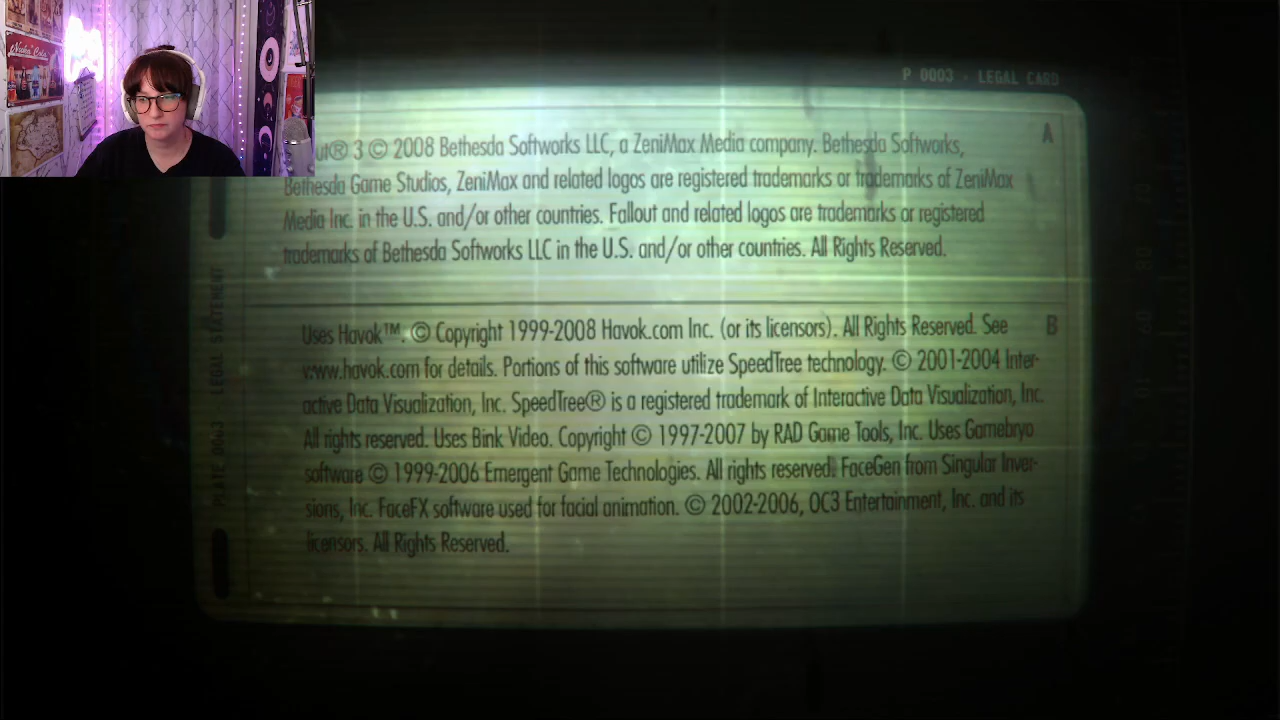 Nuka Cola
P 0003 - LEGAL CARD
A
ut® 3 © 2008 Bethesda Softworks LLC, a ZeniMax Media company. Bethesda Softworks,
Bethesda Game Studios, ZeniMax and related logos are registered trademarks or trademarks of ZeniMax
Media Inc. in the U.S. and/or other countries. Fallout and related logos are trademarks or registered
trademarks of Bethesda Softworks LLC in the U.S. and/or other countries. All Rights Reserved.
B
Uses Havok™. © Copyright 1999-2008 Havok.com Inc. (or its licensors). All Rights Reserved. See
www.havok.com for details. Portions of this software utilize SpeedTree technology. © 2001-2004 Inter-
active Data Visualization, Inc. SpeedTree® is a registered trademark of Interactive Data Visualization, Inc.
All rights reserved. Uses Bink Video. Copyright © 1997-2007 by RAD Game Tools, Inc. Uses Gamebryo
software © 1999-2006 Emergent Game Technologies. All rights reserved. FaceGen from Singular Inver-
sions, Inc. FaceFX software used for facial animation. © 2002-2006, OC3 Entertainment, Inc. and its
licensors. All Rights Reserved.
LEGAL STATEMENT